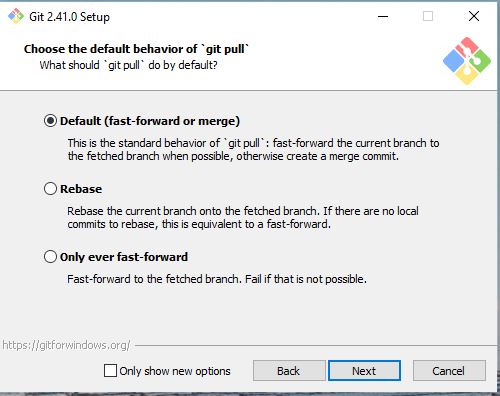 Git 2.41.0 Setup
Choose the default behavior of `git pull`
What should `git pull` do by default?
Default (fast-forward or merge)
This is the standard behavior of `git pull`: fast-forward the current branch to
the fetched branch when possible, otherwise create a merge commit.
Rebase
Rebase the current branch onto the fetched branch. If there are no local
commits to rebase, this is equivalent to a fast-forward.
Only ever fast-forward
Fast-forward to the fetched branch. Fail if that is not possible.
https://gitforwindows.org/
Only show new options
Back
Next
Cancel